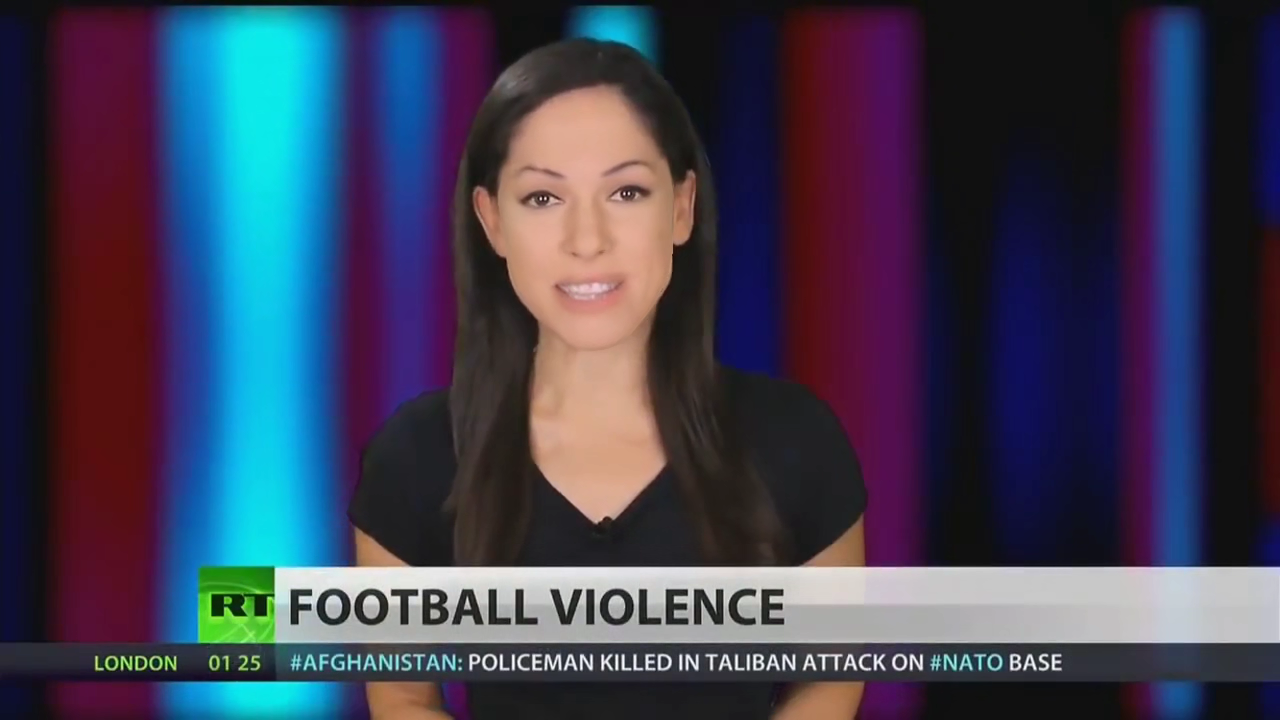 RT FOOTBALL VIOLENCE
LONDON 01 25 #AFGHANISTAN: POLICEMAN KILLED IN TALIBAN ATTACK ON #NATO BASE